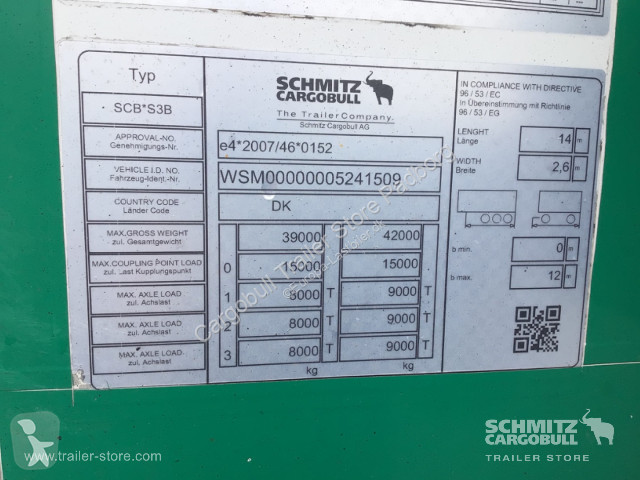 Typ
SCB*S3B
SCHMITZ
CARGOBULL
The TrailerCompany.
Schmitz Cargobull AG
APPROVAL-NO.
Genehmigungs-Nr.
e4*2007/46*0152
VEHICLE I.D. NO.
Fahrzeug-Ident.-Nr.
WSM00000005241509
COUNTRY CODE
Länder Code
DK
MAX.GROSS WEIGHT
zul. Gesamtgewicht
39000 42000
MAX.COUPLING POINT LOAD
zul. Last Kupplungspunkt
0 15000 15000
MAX. AXLE LOAD
zul. Achslast
1 8000 T 9000 T
MAX. AXLE LOAD
zul. Achslast
2 8000 T 9000 T
MAX. AXLE LOAD
zul. Achslast
3 8000 T 9000 T
kg kg
IN COMPLIANCE WITH DIRECTIVE
96 / 53 / EC
in Übereinstimmung mit Richtlinie
96 / 53 / EG
LENGHT
Länge
14 m
WIDTH
Breite
2,6 m
b min. 0 m
b max. 12 m
Cargobull Trailer Store Padborg
www.trailer-store.com
SCHMITZ
CARGOBULL
TRAILER STORE